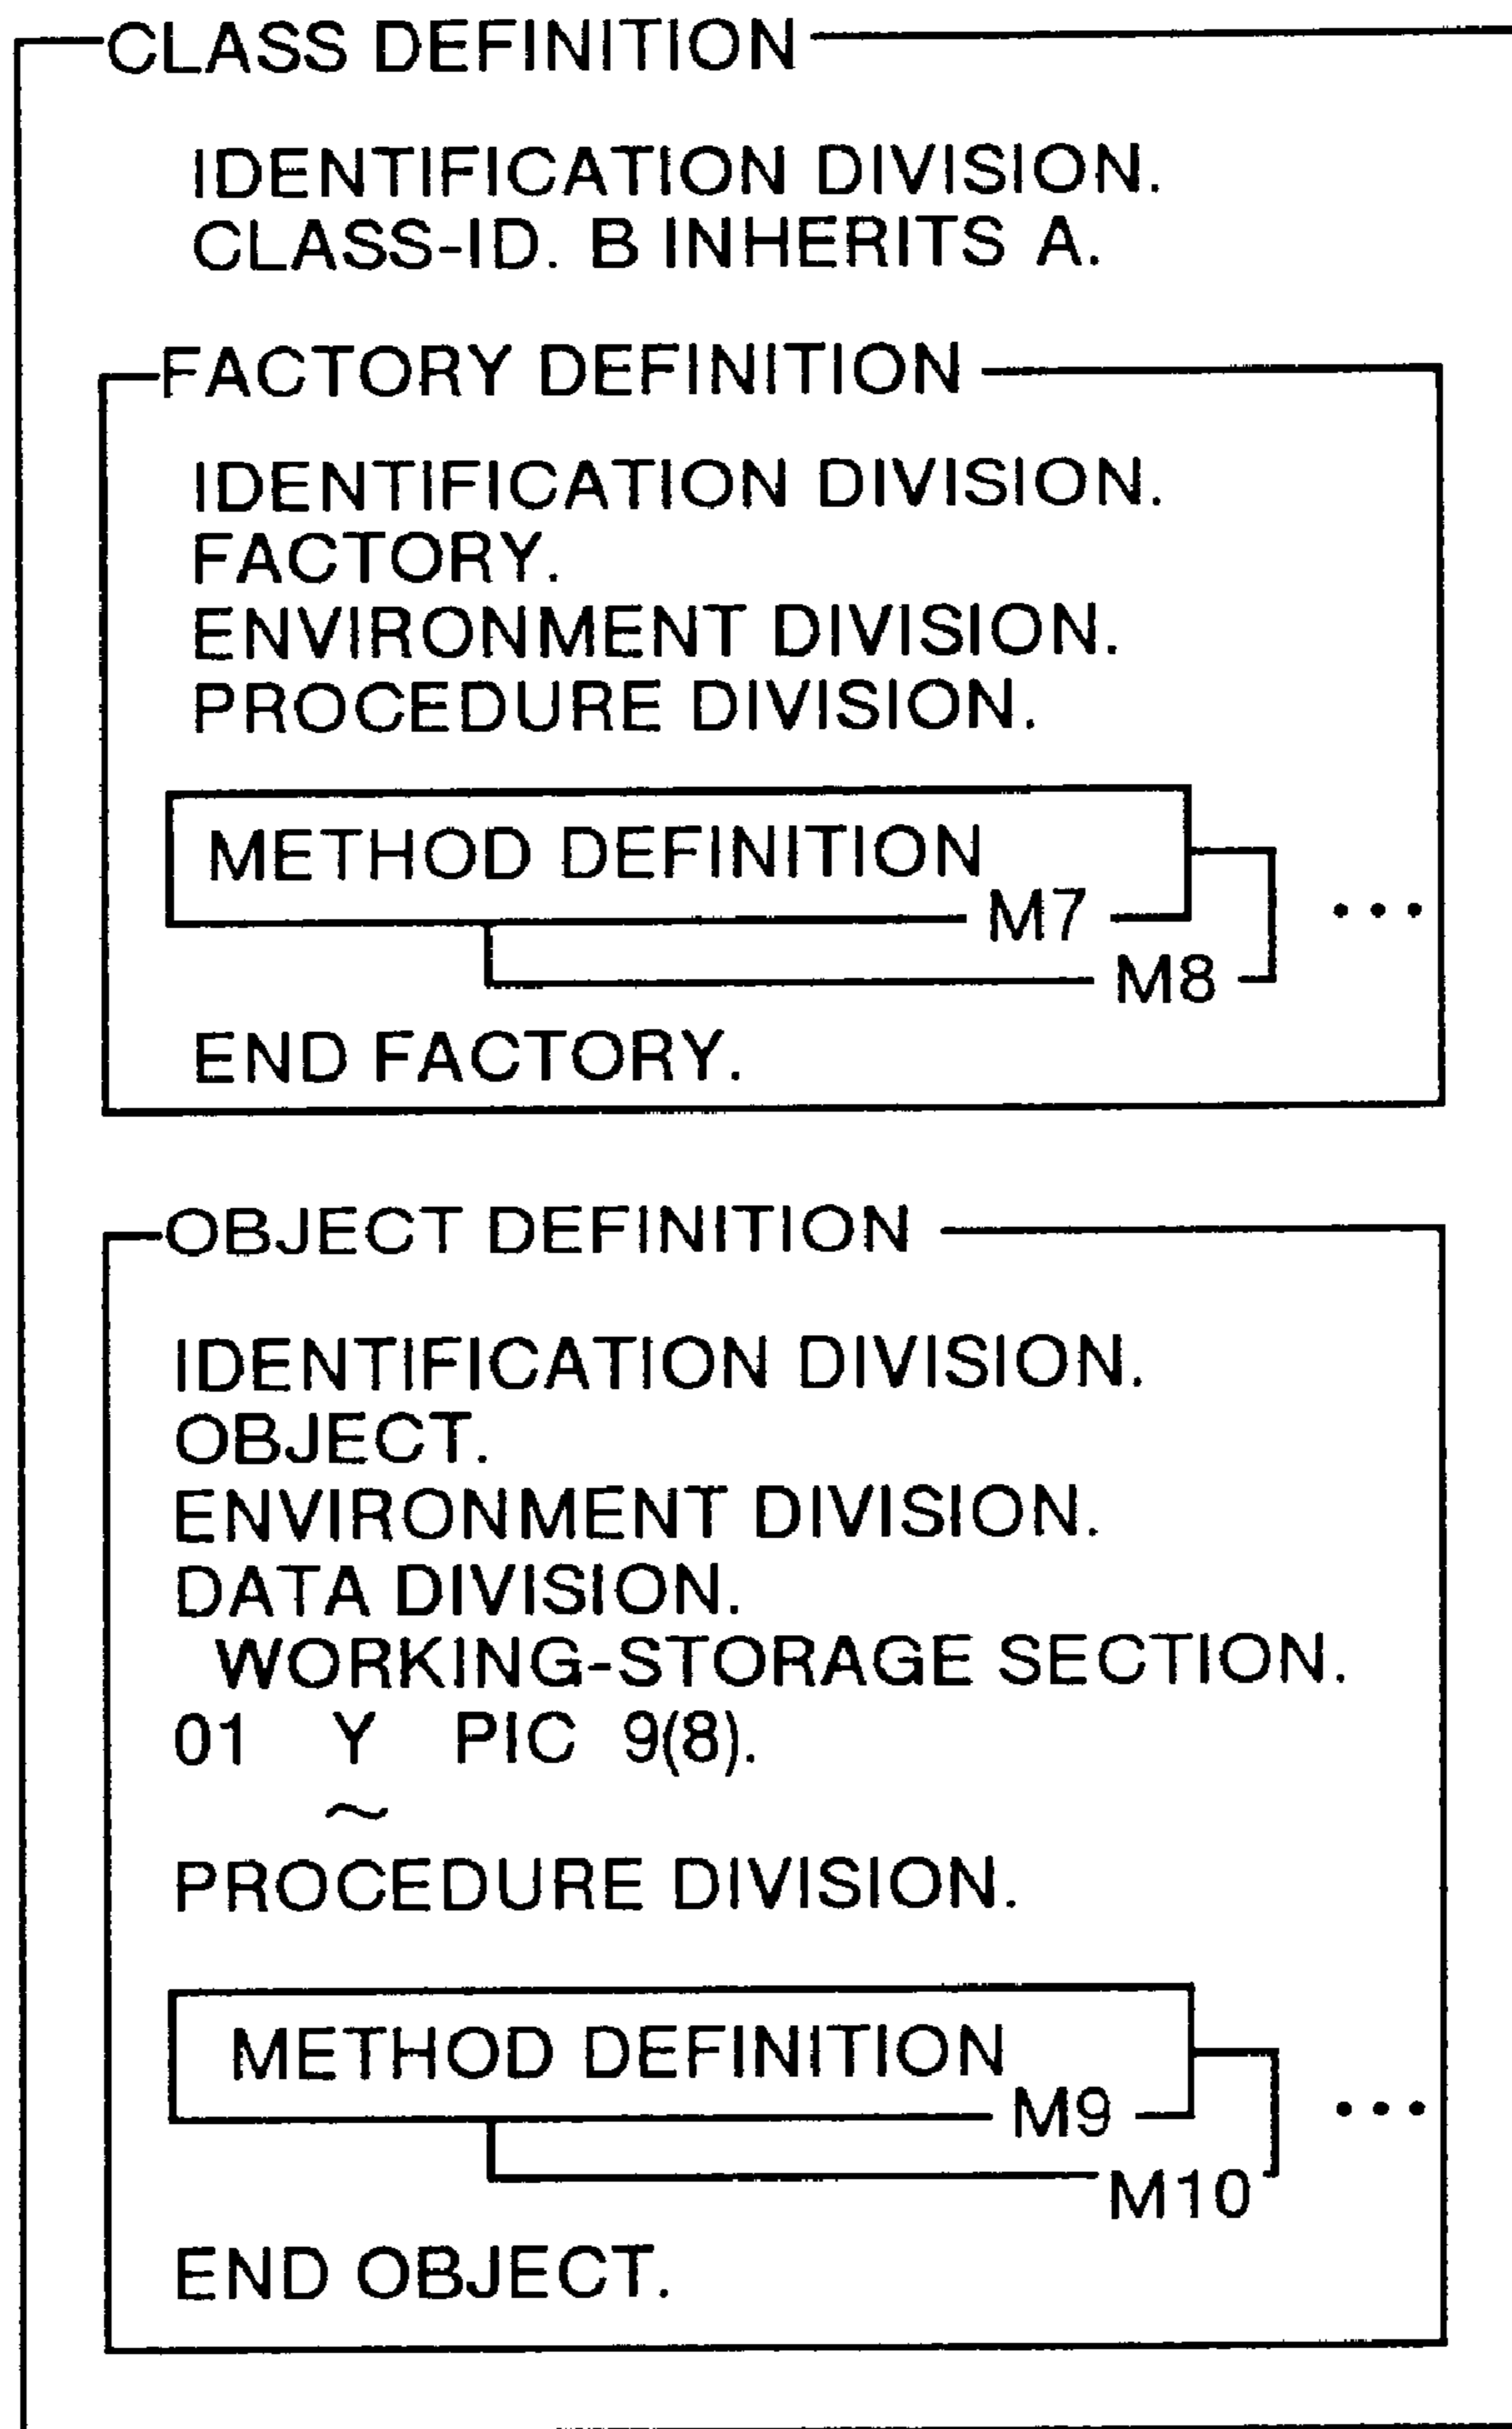 CLASS DEFINITION
IDENTIFICATION DIVISION.
CLASS-ID. B INHERITS A.
FACTORY DEFINITION
IDENTIFICATION DIVISION.
FACTORY.
ENVIRONMENT DIVISION.
PROCEDURE DIVISION.
METHOD DEFINITION
M7
...
M8
END FACTORY.
OBJECT DEFINITION
IDENTIFICATION DIVISION.
OBJECT.
ENVIRONMENT DIVISION.
DATA DIVISION.
WORKING-STORAGE SECTION.
01 Y PIC 9(8).
~
PROCEDURE DIVISION.
METHOD DEFINITION
M9
...
M10
END OBJECT.